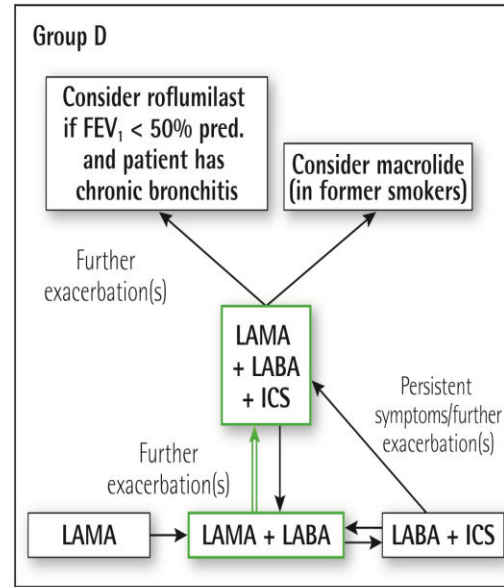 Group D
Consider roflumilast
if FEV₁ < 50% pred.
and patient has
chronic bronchitis
Consider macrolide
(in former smokers)
Further
exacerbation(s)
LAMA
+ LABA
+ ICS
Persistent
symptoms/further
exacerbation(s)
Further
exacerbation(s)
LAMA
LAMA + LABA
LABA + ICS